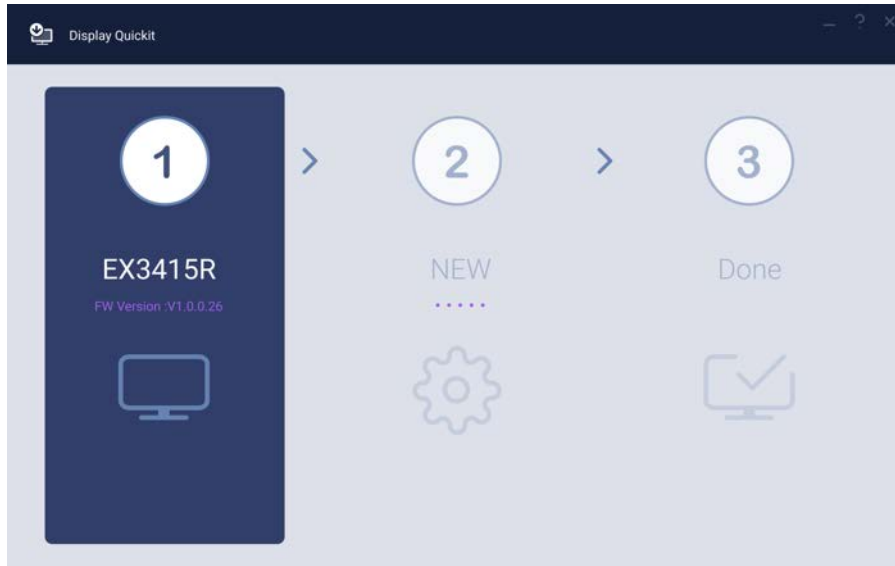 Display Quickit
1
2
3
EX3415R
NEW
Done
FW Version :V1.0.0.26